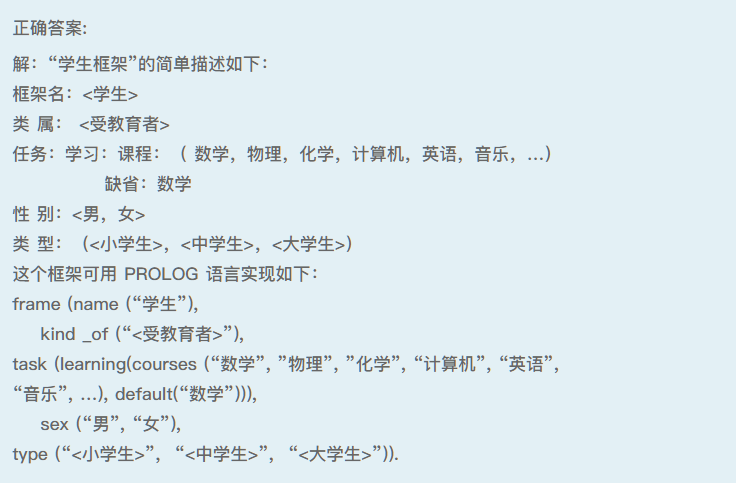 正确答案:
解：“学生框架”的简单描述如下：
框架名：<学生>
类 属： <受教育者>
任务：学习：课程：（ 数学，物理，化学，计算机，英语，音乐，…）
缺省：数学
性 别：<男，女>
类 型：（<小学生>，<中学生>，<大学生>）
这个框架可用 PROLOG 语言实现如下：
frame (name (“学生”),
kind _of (“<受教育者>”),
task (learning(courses (“数学”, ”物理”, ”化学”, “计算机”, “英语”,
“音乐”, …), default(“数学”))),
sex (“男”, “女”),
type (“<小学生>”, “<中学生>”, “<大学生>”)).